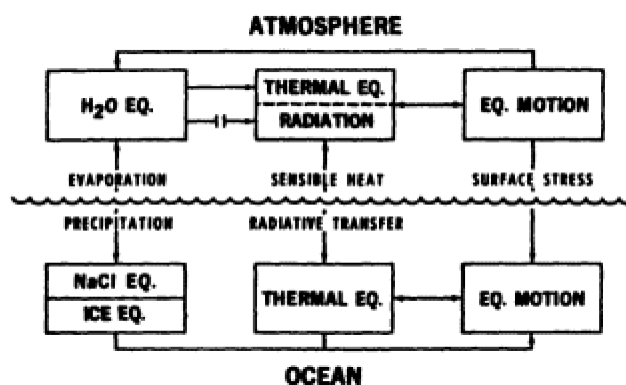 ATMOSPHERE
H₂O EQ.
THERMAL EQ.
RADIATION
EQ. MOTION
EVAPORATION
SENSIBLE HEAT
SURFACE STRESS
PRECIPITATION
RADIATIVE TRANSFER
NaCl EQ.
ICE EQ.
THERMAL EQ.
EQ. MOTION
OCEAN